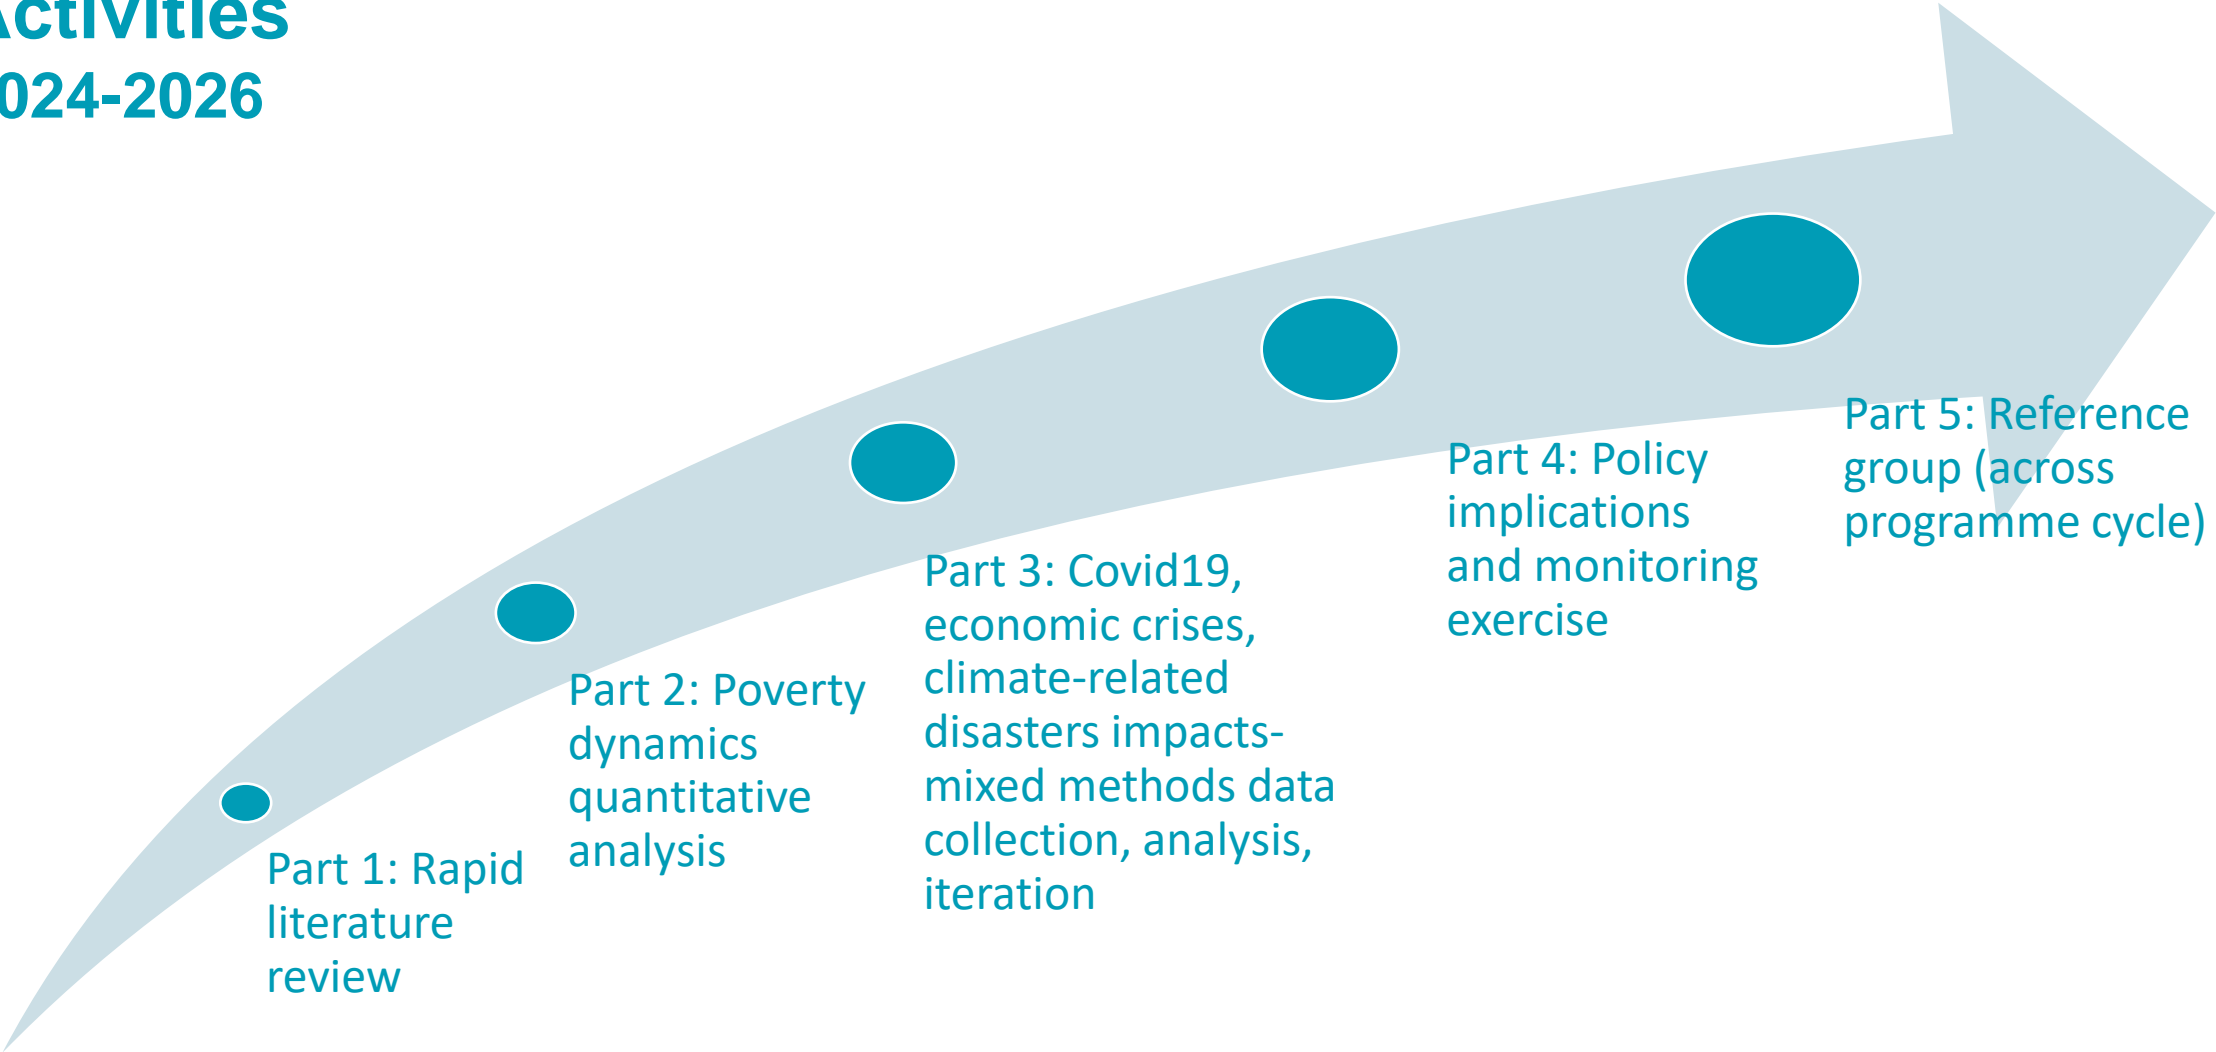 Activities
024-2026
Part 1: Rapid
literature
review
Part 2: Poverty
dynamics
quantitative
analysis
Part 3: Covid19,
economic crises,
climate-related
disasters impacts-
mixed methods data
collection, analysis,
iteration
Part 4: Policy
implications
and monitoring
exercise
Part 5: Reference
group (across
programme cycle)